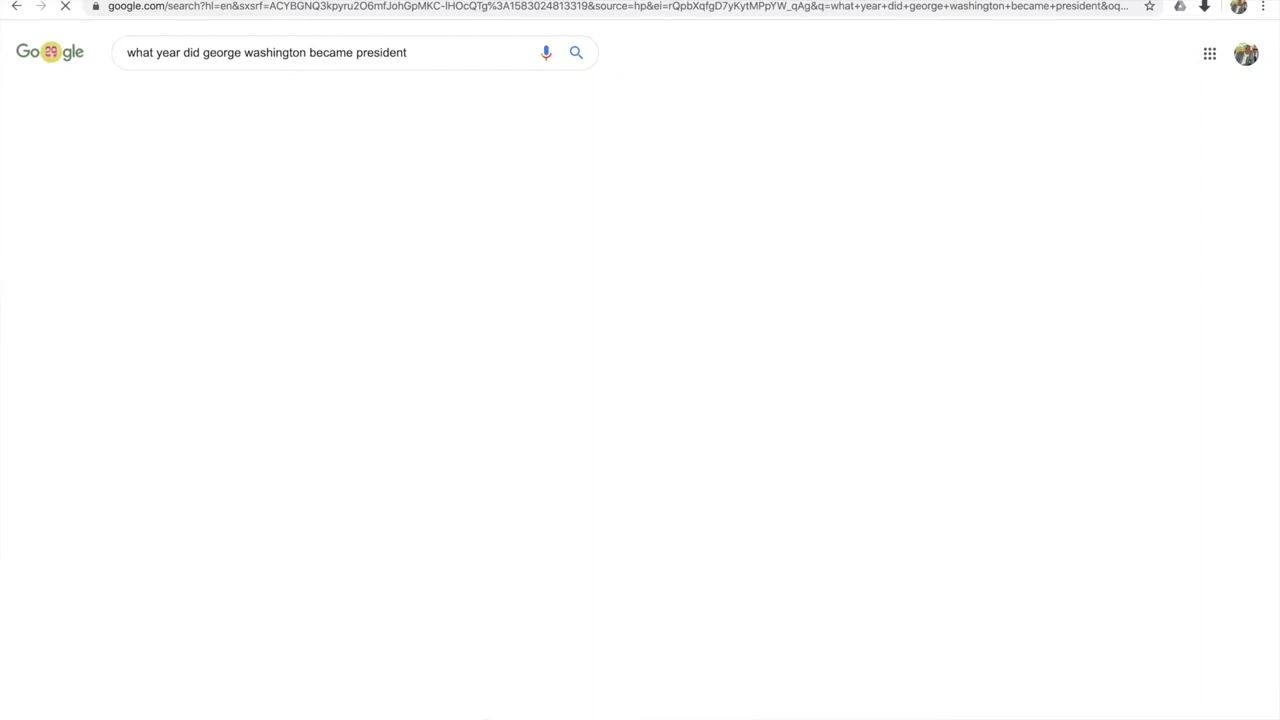 google.com/search?hl=en&sxsrf=ACYBGNQ3kpyru2O6mfJohGpMKC-lHOcQTg%3A1583024813319&source=hp&ei=rQpbXqfgD7yKytMPpYW_qAg&q=what+year+did+george+washington+became+president&oq...
Go29gle
what year did george washington became president